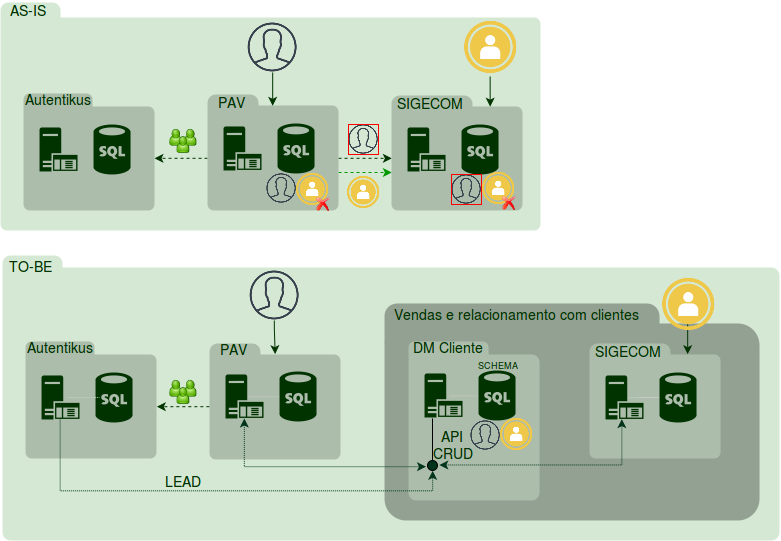 AS-IS
Autentikus
PAV
SIGECOM
SQL
SQL
SQL
TO-BE
Vendas e relacionamento com clientes
Autentikus
PAV
DM Cliente
SIGECOM
SCHEMA
SQL
SQL
SQL
SQL
API
CRUD
LEAD